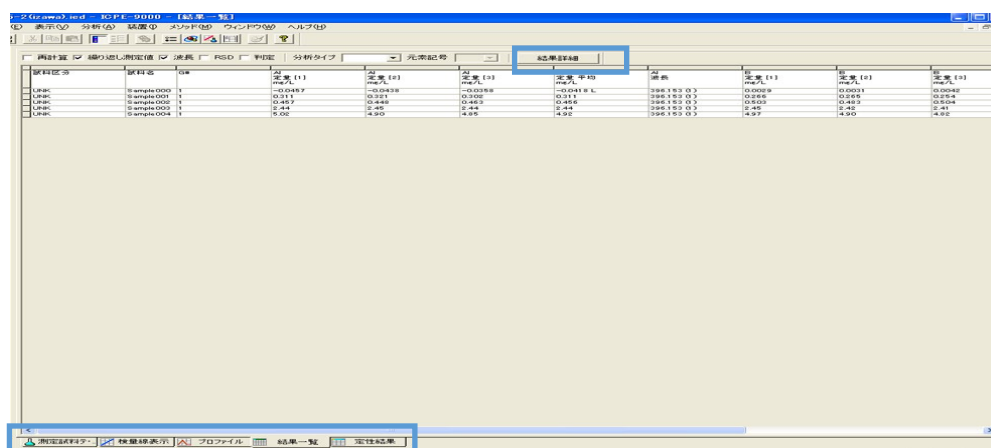 -2(izawa).icd - ICPE-9000 - [結果一覧]
(E) 表示(V) 分析(A) 装置(I) メソッド(M) ウィンドウ(W) ヘルプ(H)
再計算 繰り返し測定値 波長 RSD 判定 分析タイプ 元素記号 結果詳細
試料区分 試料名 G# Al Al Al Al B B B
定量 [1] 定量 [2] 定量 [3] 定量 平均 波長 定量 [1] 定量 [2] 定量 [3]
mg/L mg/L mg/L mg/L mg/L mg/L mg/L
UNK Sample000 1 -0.0457 -0.0438 -0.0358 -0.0418 L 396.153 (I) 0.0029 0.0031 0.0042
UNK Sample001 1 0.311 0.321 0.302 0.311 396.153 (I) 0.266 0.265 0.254
UNK Sample002 1 0.457 0.448 0.463 0.456 396.153 (I) 0.503 0.483 0.504
UNK Sample003 1 2.44 2.45 2.44 2.44 396.153 (I) 2.45 2.42 2.41
UNK Sample004 1 5.02 4.90 4.85 4.92 396.153 (I) 4.97 4.90 4.82
測定試料テ.. 検量線表示 プロファイル 結果一覧 定性結果